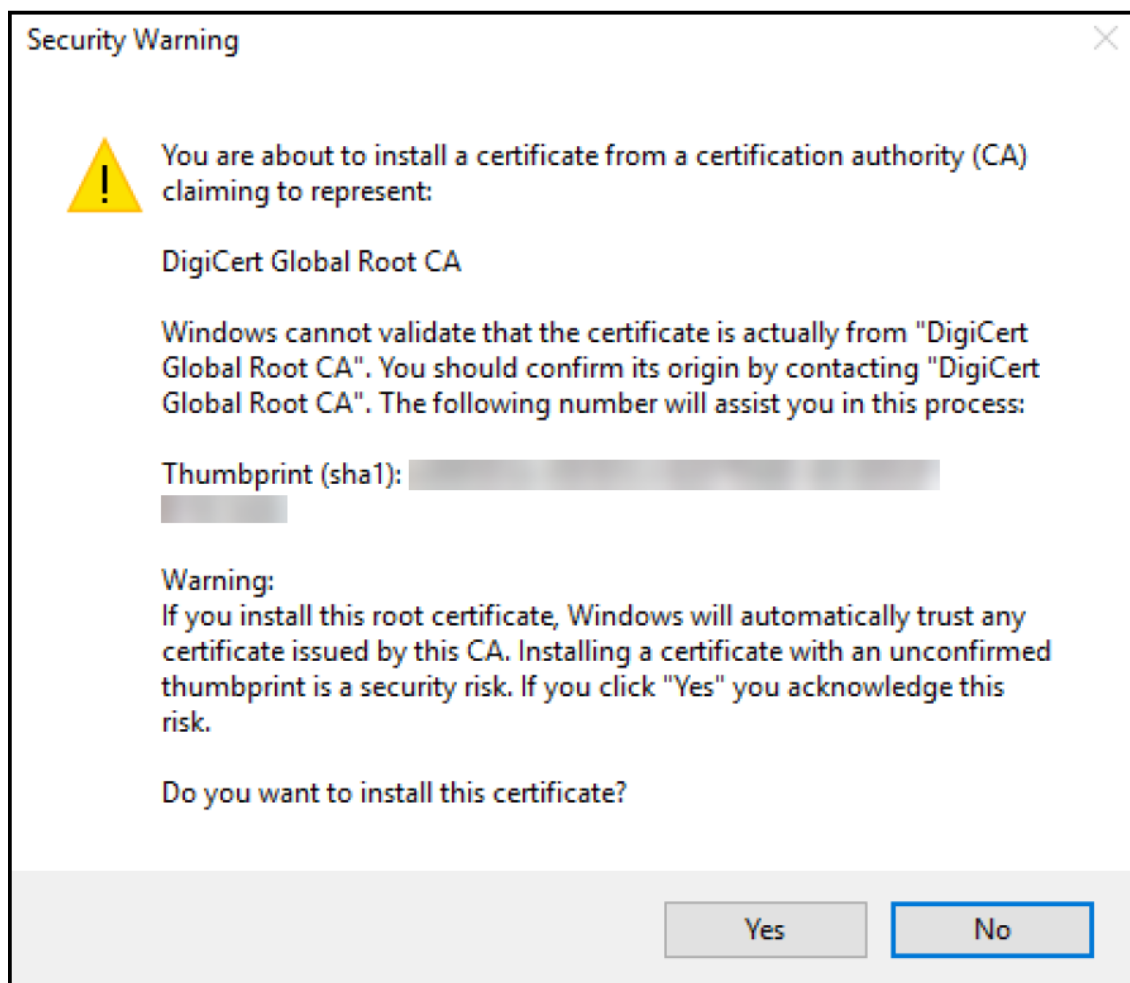 Security Warning
You are about to install a certificate from a certification authority (CA)
claiming to represent:
DigiCert Global Root CA
Windows cannot validate that the certificate is actually from "DigiCert
Global Root CA". You should confirm its origin by contacting "DigiCert
Global Root CA". The following number will assist you in this process:
Thumbprint (sha1):
Warning:
If you install this root certificate, Windows will automatically trust any
certificate issued by this CA. Installing a certificate with an unconfirmed
thumbprint is a security risk. If you click "Yes" you acknowledge this
risk.
Do you want to install this certificate?
Yes
No